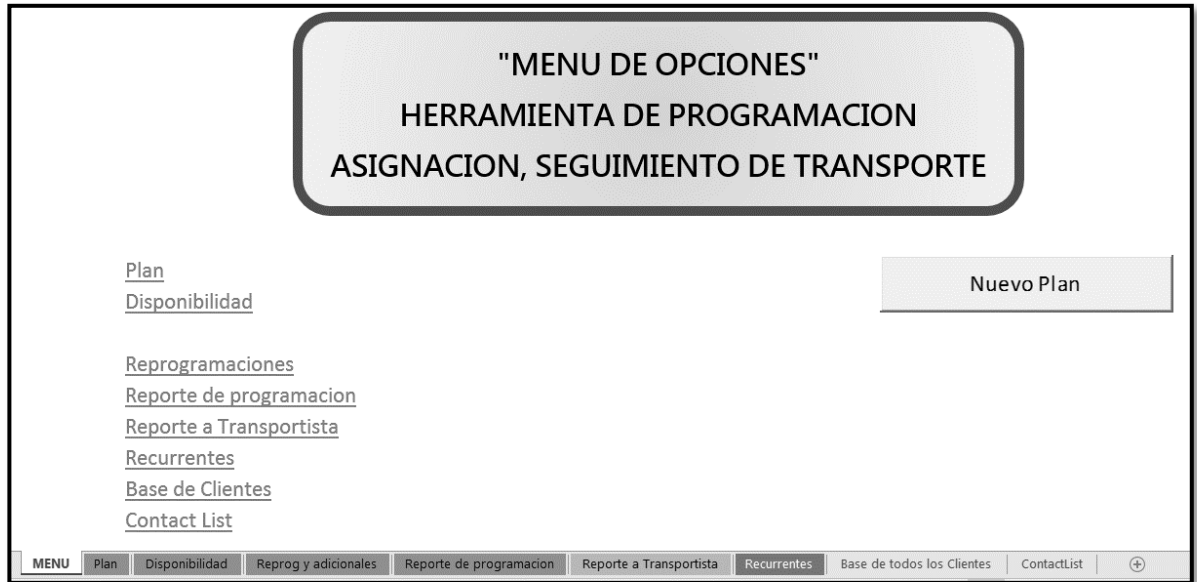 "MENU DE OPCIONES"
HERRAMIENTA DE PROGRAMACION
ASIGNACION, SEGUIMIENTO DE TRANSPORTE
Plan
Nuevo Plan
Disponibilidad
Reprogramaciones
Reporte de programacion
Reporte a Transportista
Recurrentes
Base de Clientes
Contact List
MENU Plan Disponibilidad Reprog y adicionales Reporte de programacion Reporte a Transportista Recurrentes Base de todos los Clientes ContactList